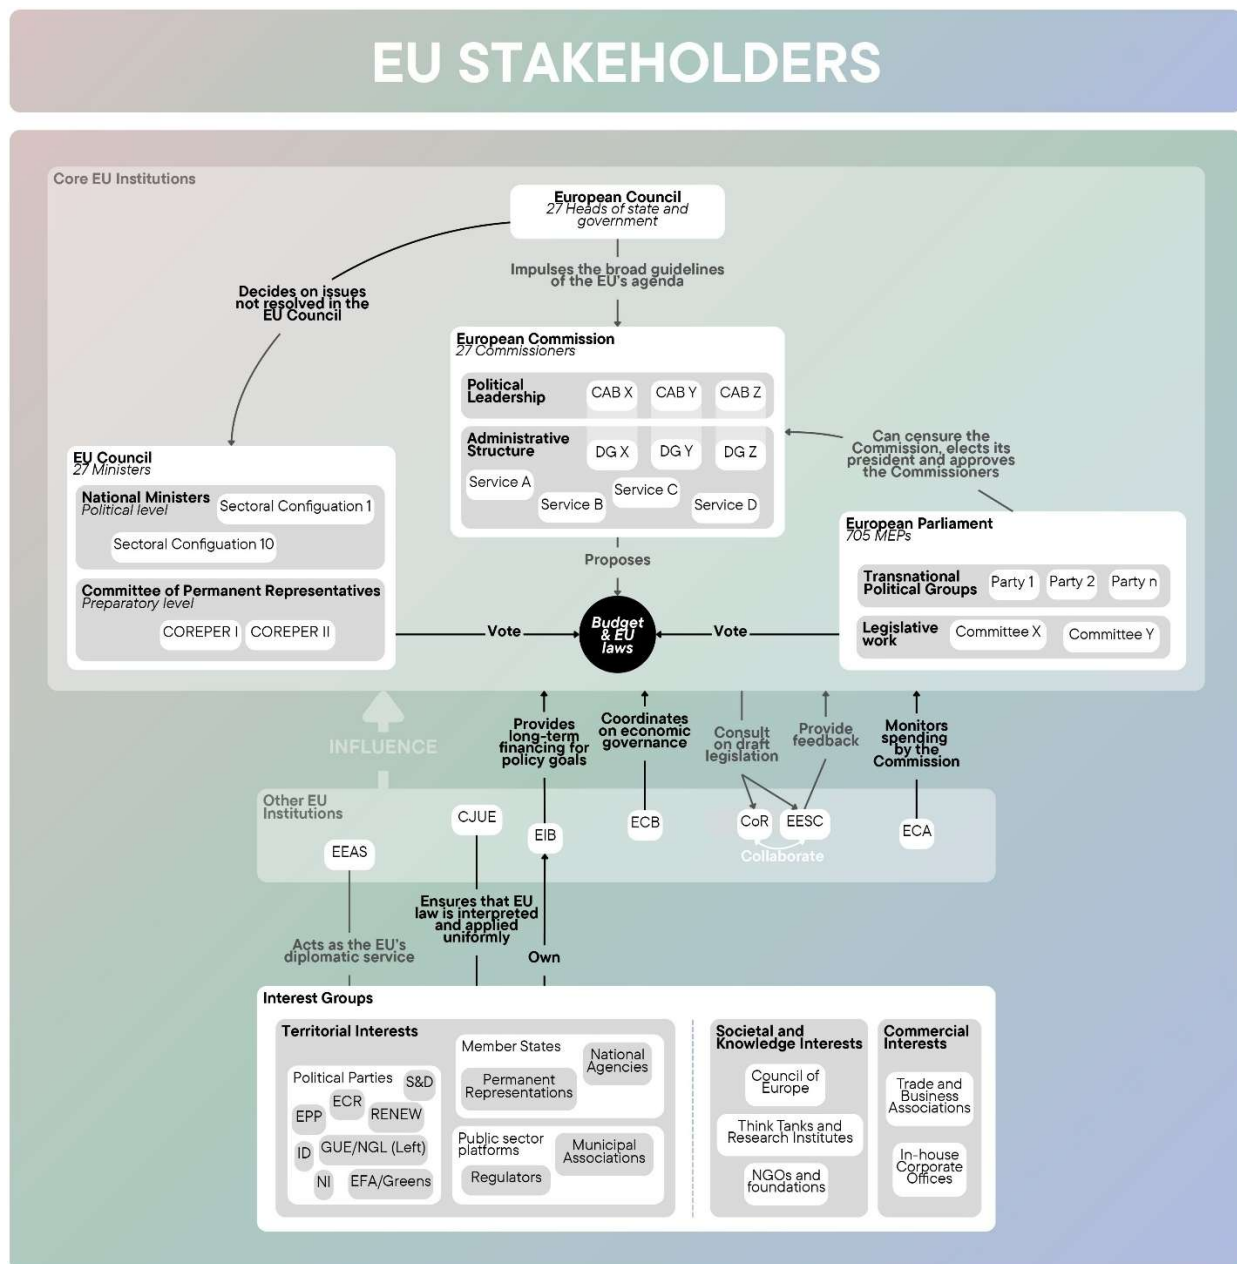 EU STAKEHOLDERS
Core EU Institutions
European Council
27 Heads of state and
government
Impulses the broad guidelines
of the EU's agenda
Decides on issues
not resolved in the
EU Council
European Commission
27 Commissioners
Political
Leadership
CAB X
CAB Y
CAB Z
Administrative
Structure
DG X
DG Y
DG Z
Service A
Service B
Service C
Service D
Can censure the
Commission, elects its
president and approves
the Commissioners
EU Council
27 Ministers
National Ministers
Political level
Sectoral Configuation 1
Sectoral Configuation 10
Committee of Permanent Representatives
Preparatory level
COREPER I
COREPER II
European Parliament
705 MEPs
Transnational
Political Groups
Party 1
Party 2
Party n
Legislative
work
Committee X
Committee Y
Proposes
Vote
Budget
& EU
laws
Vote
INFLUENCE
Provides
long-term
financing for
policy goals
Coordinates
on economic
governance
Consult
on draft
legislation
Provide
feedback
Monitors
spending by
the
Commission
Other EU
Institutions
EEAS
CJUE
EIB
ECB
CoR
EESC
Collaborate
ECA
Acts as the EU's
diplomatic service
Ensures that EU
law is interpreted
and applied
uniformly
Own
Interest Groups
Territorial Interests
Political Parties
S&D
EPP
ECR
RENEW
ID
GUE/NGL (Left)
NI
EFA/Greens
Member States
National
Agencies
Permanent
Representations
Public sector
platforms
Municipal
Associations
Regulators
Societal and
Knowledge Interests
Council of
Europe
Think Tanks and
Research Institutes
NGOs and
foundations
Commercial
Interests
Trade and
Business
Associations
In-house
Corporate
Offices